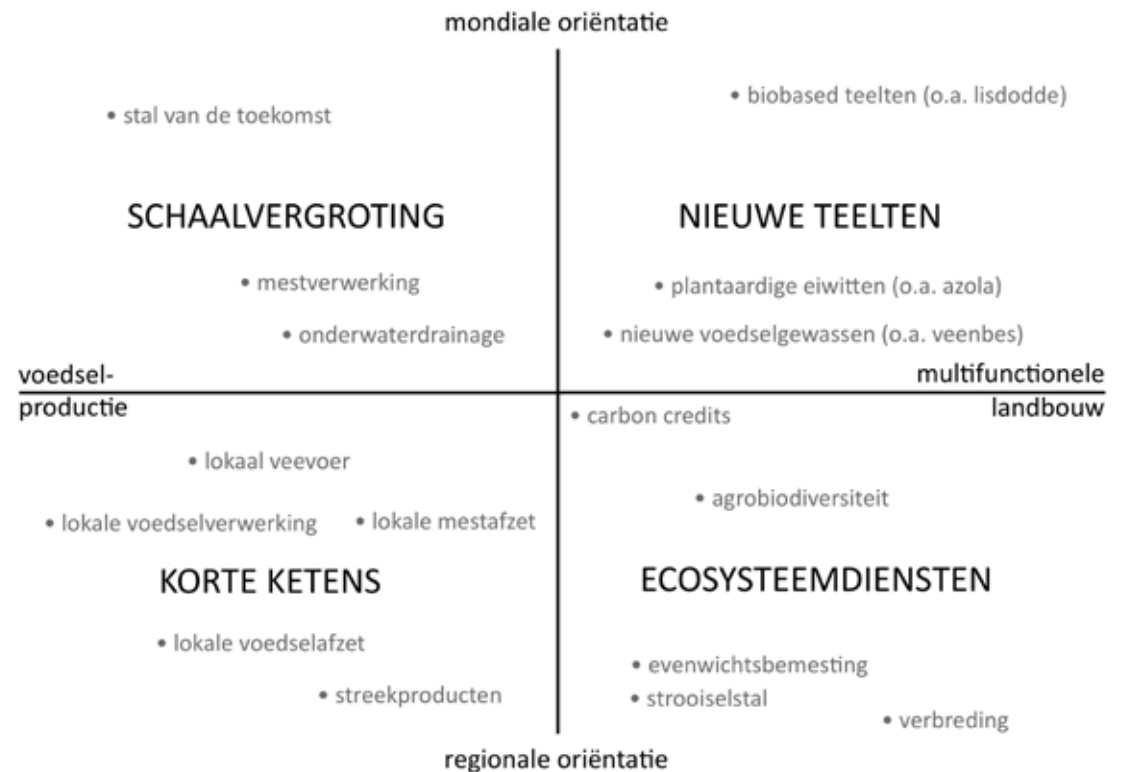 mondiale oriëntatie
• biobased teelten (o.a. lisdodde)
• stal van de toekomst
SCHAALVERGROTING
NIEUWE TEELTEN
• mestverwerking
• plantaardige eiwitten (o.a. azola)
• onderwaterdrainage
• nieuwe voedselgewassen (o.a. veenbes)
voedsel-
productie
multifunctionele
landbouw
• carbon credits
• lokaal veevoer
• agrobiodiversiteit
• lokale voedselverwerking
• lokale mestafzet
KORTE KETENS
ECOSYSTEEMDIENSTEN
• lokale voedselafzet
• evenwichtsbemesting
• streekproducten
• strooiselstal
• verbreding
regionale oriëntatie